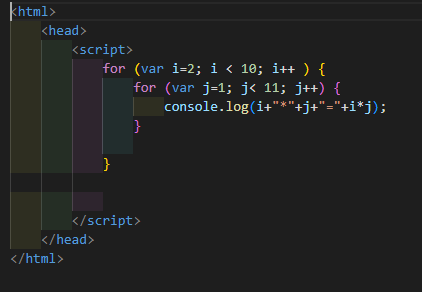 <html>
<head>
<script>
for (var i=2; i < 10; i++ ) {
for (var j=1; j< 11; j++) {
console.log(i+"*"+j+"="+i*j);
}
}
</script>
</head>
</html>